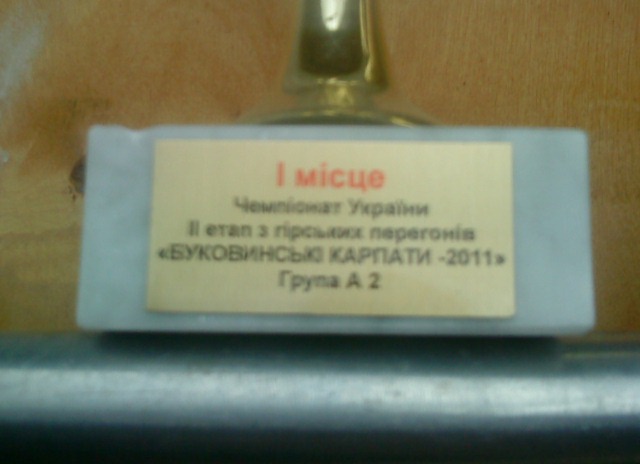 І місце
Чемпіонат України
ІІ етап з гірських перегонів
«БУКОВИНСЬКІ КАРПАТИ -2011»
Група А 2